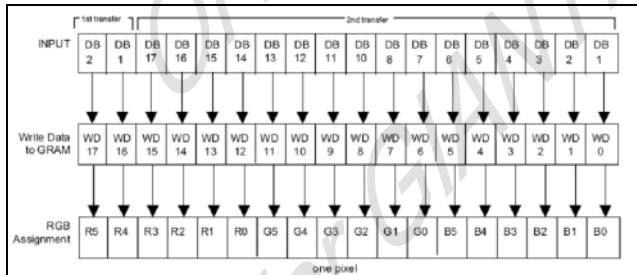 1st transfer 2nd transfer
INPUT DB 2 DB 1 DB 17 DB 16 DB 15 DB 14 DB 13 DB 12 DB 11 DB 10 DB 8 DB 7 DB 6 DB 5 DB 4 DB 3 DB 2 DB 1
Write Data to GRAM WD 17 WD 16 WD 15 WD 14 WD 13 WD 12 WD 11 WD 10 WD 9 WD 8 WD 7 WD 6 WD 5 WD 4 WD 3 WD 2 WD 1 WD 0
RGB Assignment R5 R4 R3 R2 R1 R0 G5 G4 G3 G2 G1 G0 B5 B4 B3 B2 B1 B0
one pixel
for GIANT